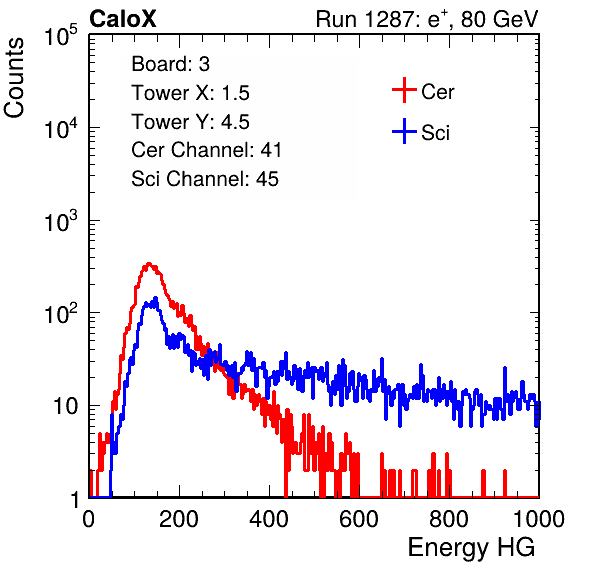 CaloX Run 1287: e⁺, 80 GeV
Counts
10⁵
10⁴
10³
10²
10
1
Board: 3
Tower X: 1.5
Tower Y: 4.5
Cer Channel: 41
Sci Channel: 45
Cer
Sci
0 200 400 600 800 1000
Energy HG